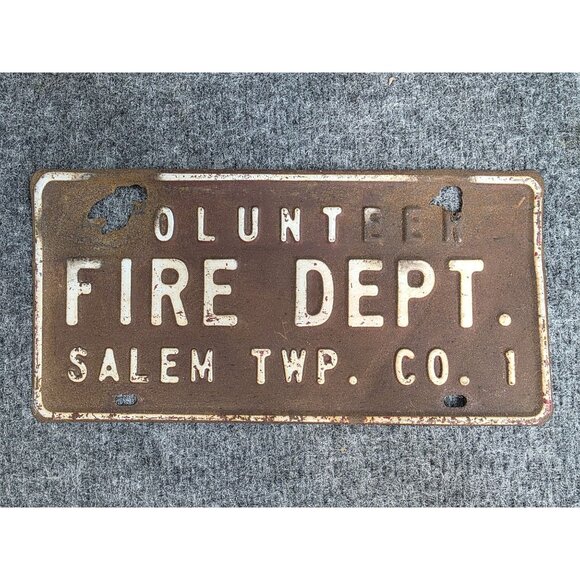 OLUNTEER
FIRE DEPT.
SALEM TWP. CO. 1